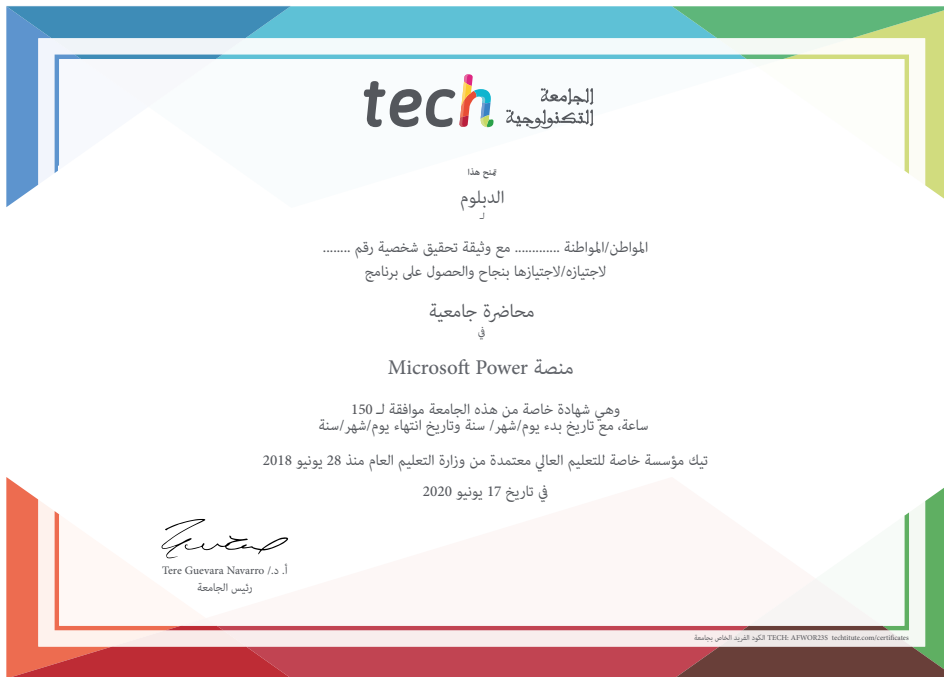 tech الجامعة
التكنولوجية
يمنح هذا
الدبلوم
لـ
المواطن/المواطنة ............. مع وثيقة تحقيق شخصية رقم ........
لاجتيازه/لاجتيازها بنجاح والحصول على برنامج
محاضرة جامعية
في
منصة Microsoft Power
وهي شهادة خاصة من هذه الجامعة موافقة لـ 150
ساعة، مع تاريخ بدء يوم/شهر/ سنة وتاريخ انتهاء يوم/شهر/سنة
تيك مؤسسة خاصة للتعليم العالي معتمدة من وزارة التعليم العام منذ 28 يونيو 2018
في تاريخ 17 يونيو 2020
أ. د./ Tere Guevara Navarro
رئيس الجامعة
الكود الفريد الخاص بجامعة TECH: AFWOR23S techtitute.com/certificates